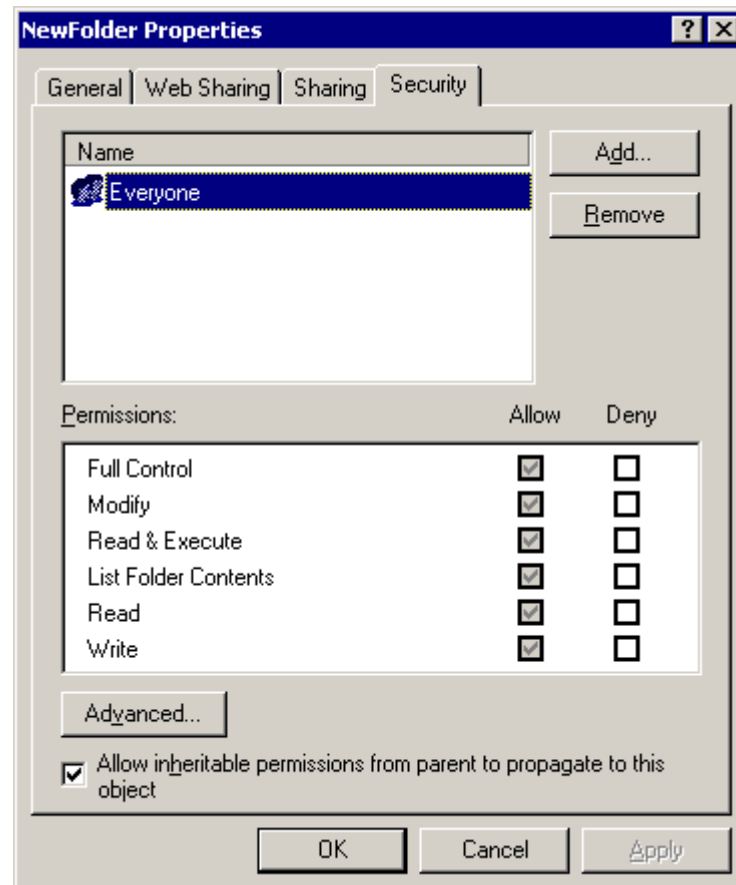 NewFolder Properties
General Web Sharing Sharing Security
Name
Add...
Everyone
Remove
Permissions: Allow Deny
Full Control
Modify
Read & Execute
List Folder Contents
Read
Write
Advanced...
Allow inheritable permissions from parent to propagate to this
object
OK Cancel Apply